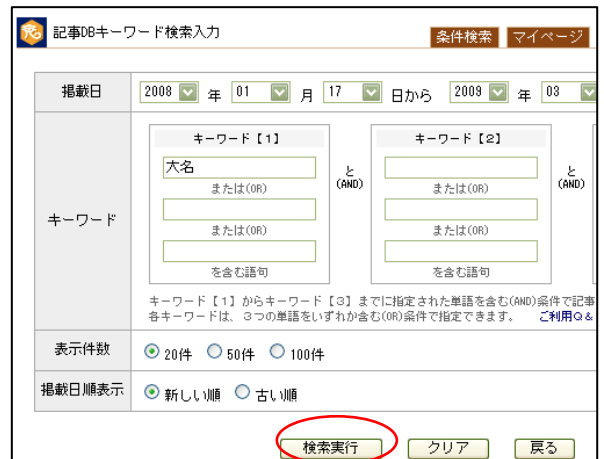 記事DBキーワード検索入力
条件検索 マイページ
掲載日 2008 年 01 月 17 日から 2009 年 03
キーワード【1】 キーワード【2】
大名
と (AND) と (AND)
または(OR) または(OR)
キーワード
または(OR) または(OR)
を含む語句 を含む語句
キーワード【1】からキーワード【3】までに指定された単語を含む(AND)条件で記事
各キーワードは、3つの単語をいずれか含む(OR)条件で指定できます。 ご利用Q&
表示件数 20件 50件 100件
掲載日順表示 新しい順 古い順
検索実行 クリア 戻る